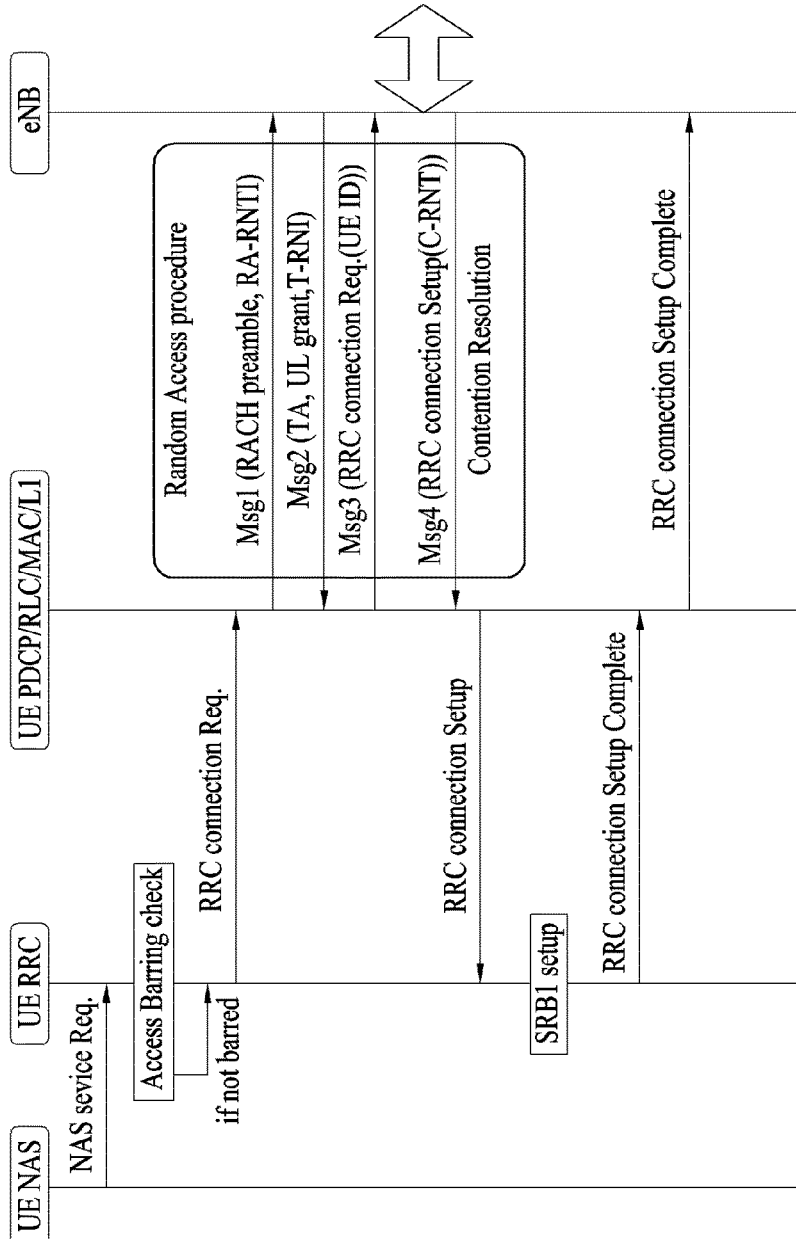 UE NAS
UE RRC
UE PDCP/RLC/MAC/L1
eNB
NAS sevice Req.
Access Barring check
if not barred
RRC connection Req.
Random Access procedure
Msg1 (RACH preamble, RA-RNTI)
Msg2 (TA, UL grant,T-RNI)
Msg3 (RRC connection Req.(UE ID))
Msg4 (RRC connection Setup(C-RNT))
Contention Resolution
RRC connection Setup
SRB1 setup
RRC connection Setup Complete
RRC connection Setup Complete